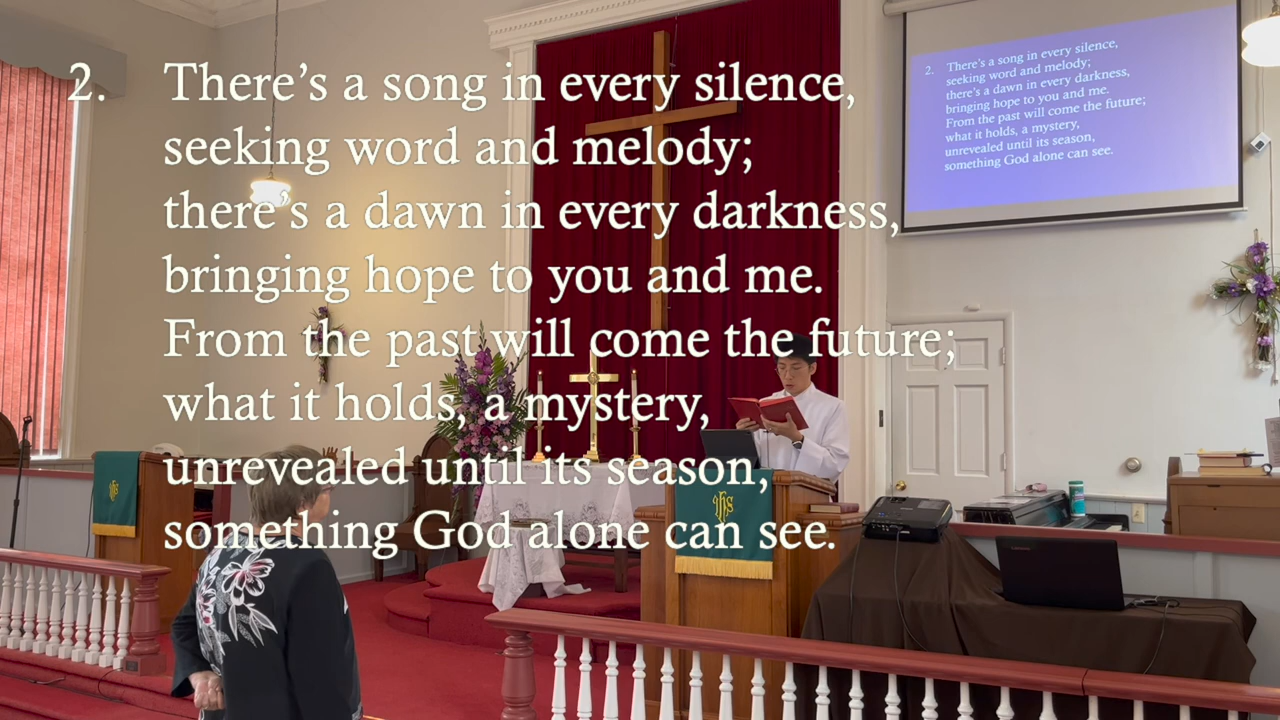 2. There’s a song in every silence,
seeking word and melody;
there’s a dawn in every darkness,
bringing hope to you and me.
From the past will come the future;
what it holds, a mystery,
unrevealed until its season,
something God alone can see.
2. There's a song in every silence,
seeking word and melody;
there's a dawn in every darkness,
bringing hope to you and me.
From the past will come the future;
what it holds, a mystery,
unrevealed until its season,
something God alone can see.
IHS
IHS